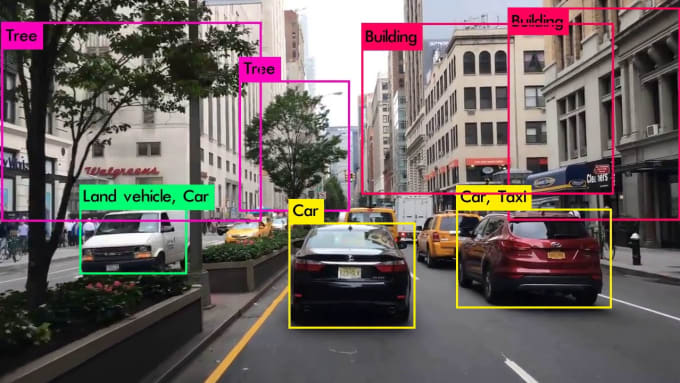 Tree
Building
Building
Tree
Walgreens
Land vehicle, Car
Car
Car, Taxi
Cleaners